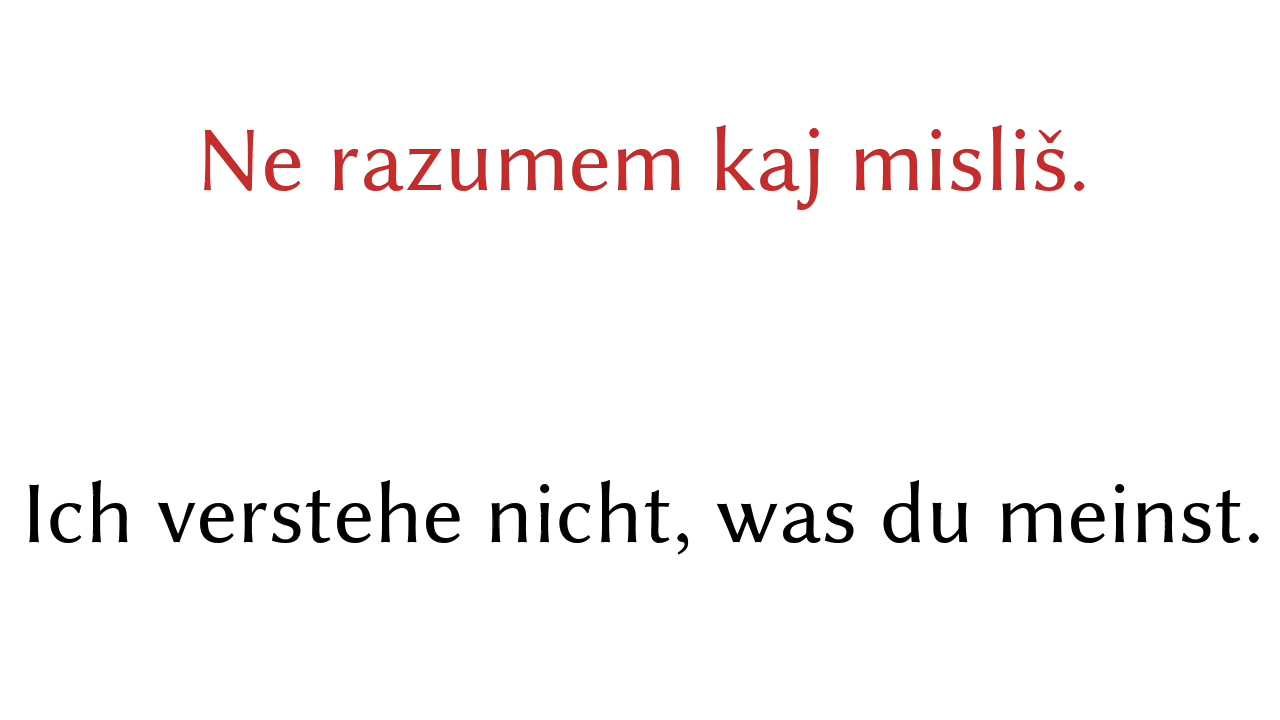 Ne razumem kaj misliš.
Ich verstehe nicht, was du meinst.